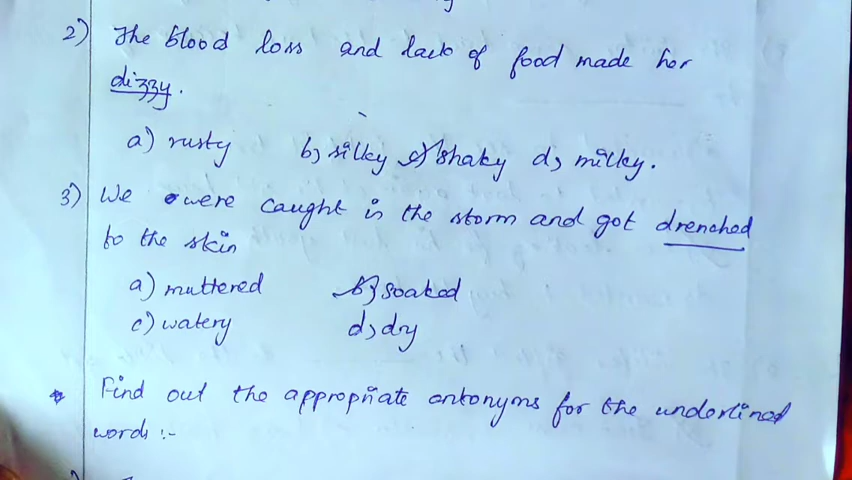 2) The blood loss and lack of food made her
dizzy.
a) rusty b) silky c) shaky d) milky.
3) We were caught in the storm and got drenched
to the skin
a) muttered b) soaked
c) watery d) dry
* Find out the appropriate antonyms for the underlined
words :-